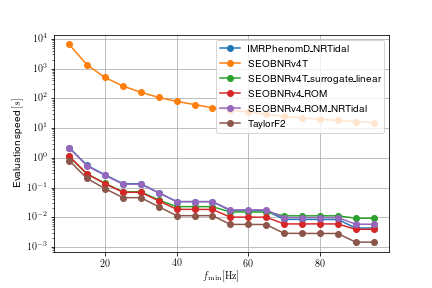 10^4
10^3
10^2
10^1
10^0
10^-1
10^-2
10^-3
Evaluation speed [s]
IMRPhenomD_NRTidal
SEOBNRv4T
SEOBNRv4T_surrogate_linear
SEOBNRv4_ROM
SEOBNRv4_ROM_NRTidal
TaylorF2
20 40 60 80
f_min [Hz]